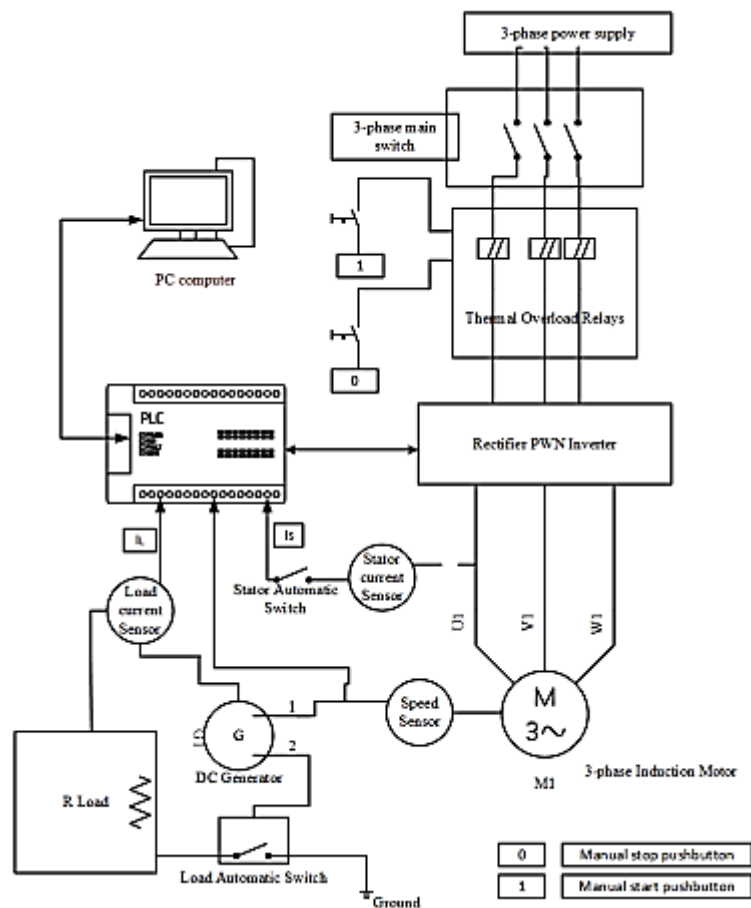 3-phase power supply
3-phase main
switch
PC computer
1
Thermal Overload Relays
0
PLC
Rectifier PWN Inverter
Is
Load
current
Sensor
Stator Automatic
Switch
Stator
current
Sensor
U1
V1
W1
1
G
2
DC Generator
Speed
Sensor
M
3~
M1
3-phase Induction Motor
R Load
Load Automatic Switch
Ground
0 Manual stop pushbutton
1 Manual start pushbutton